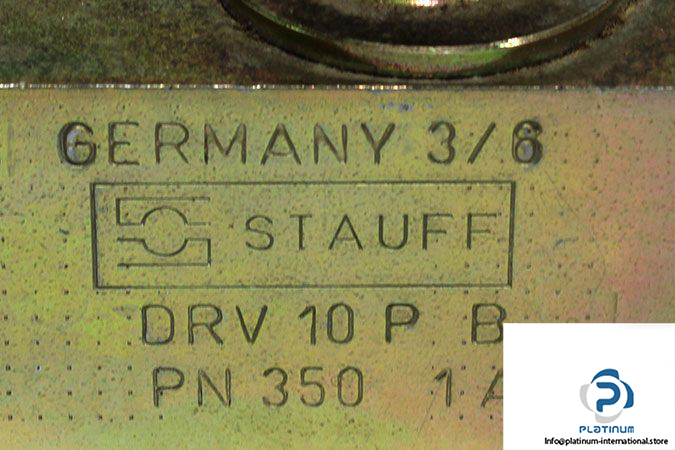 GERMANY 3/6
STAUFF
DRV 10 P B
PN 350 1 A
PLATINUM
Info@platinum-international.store